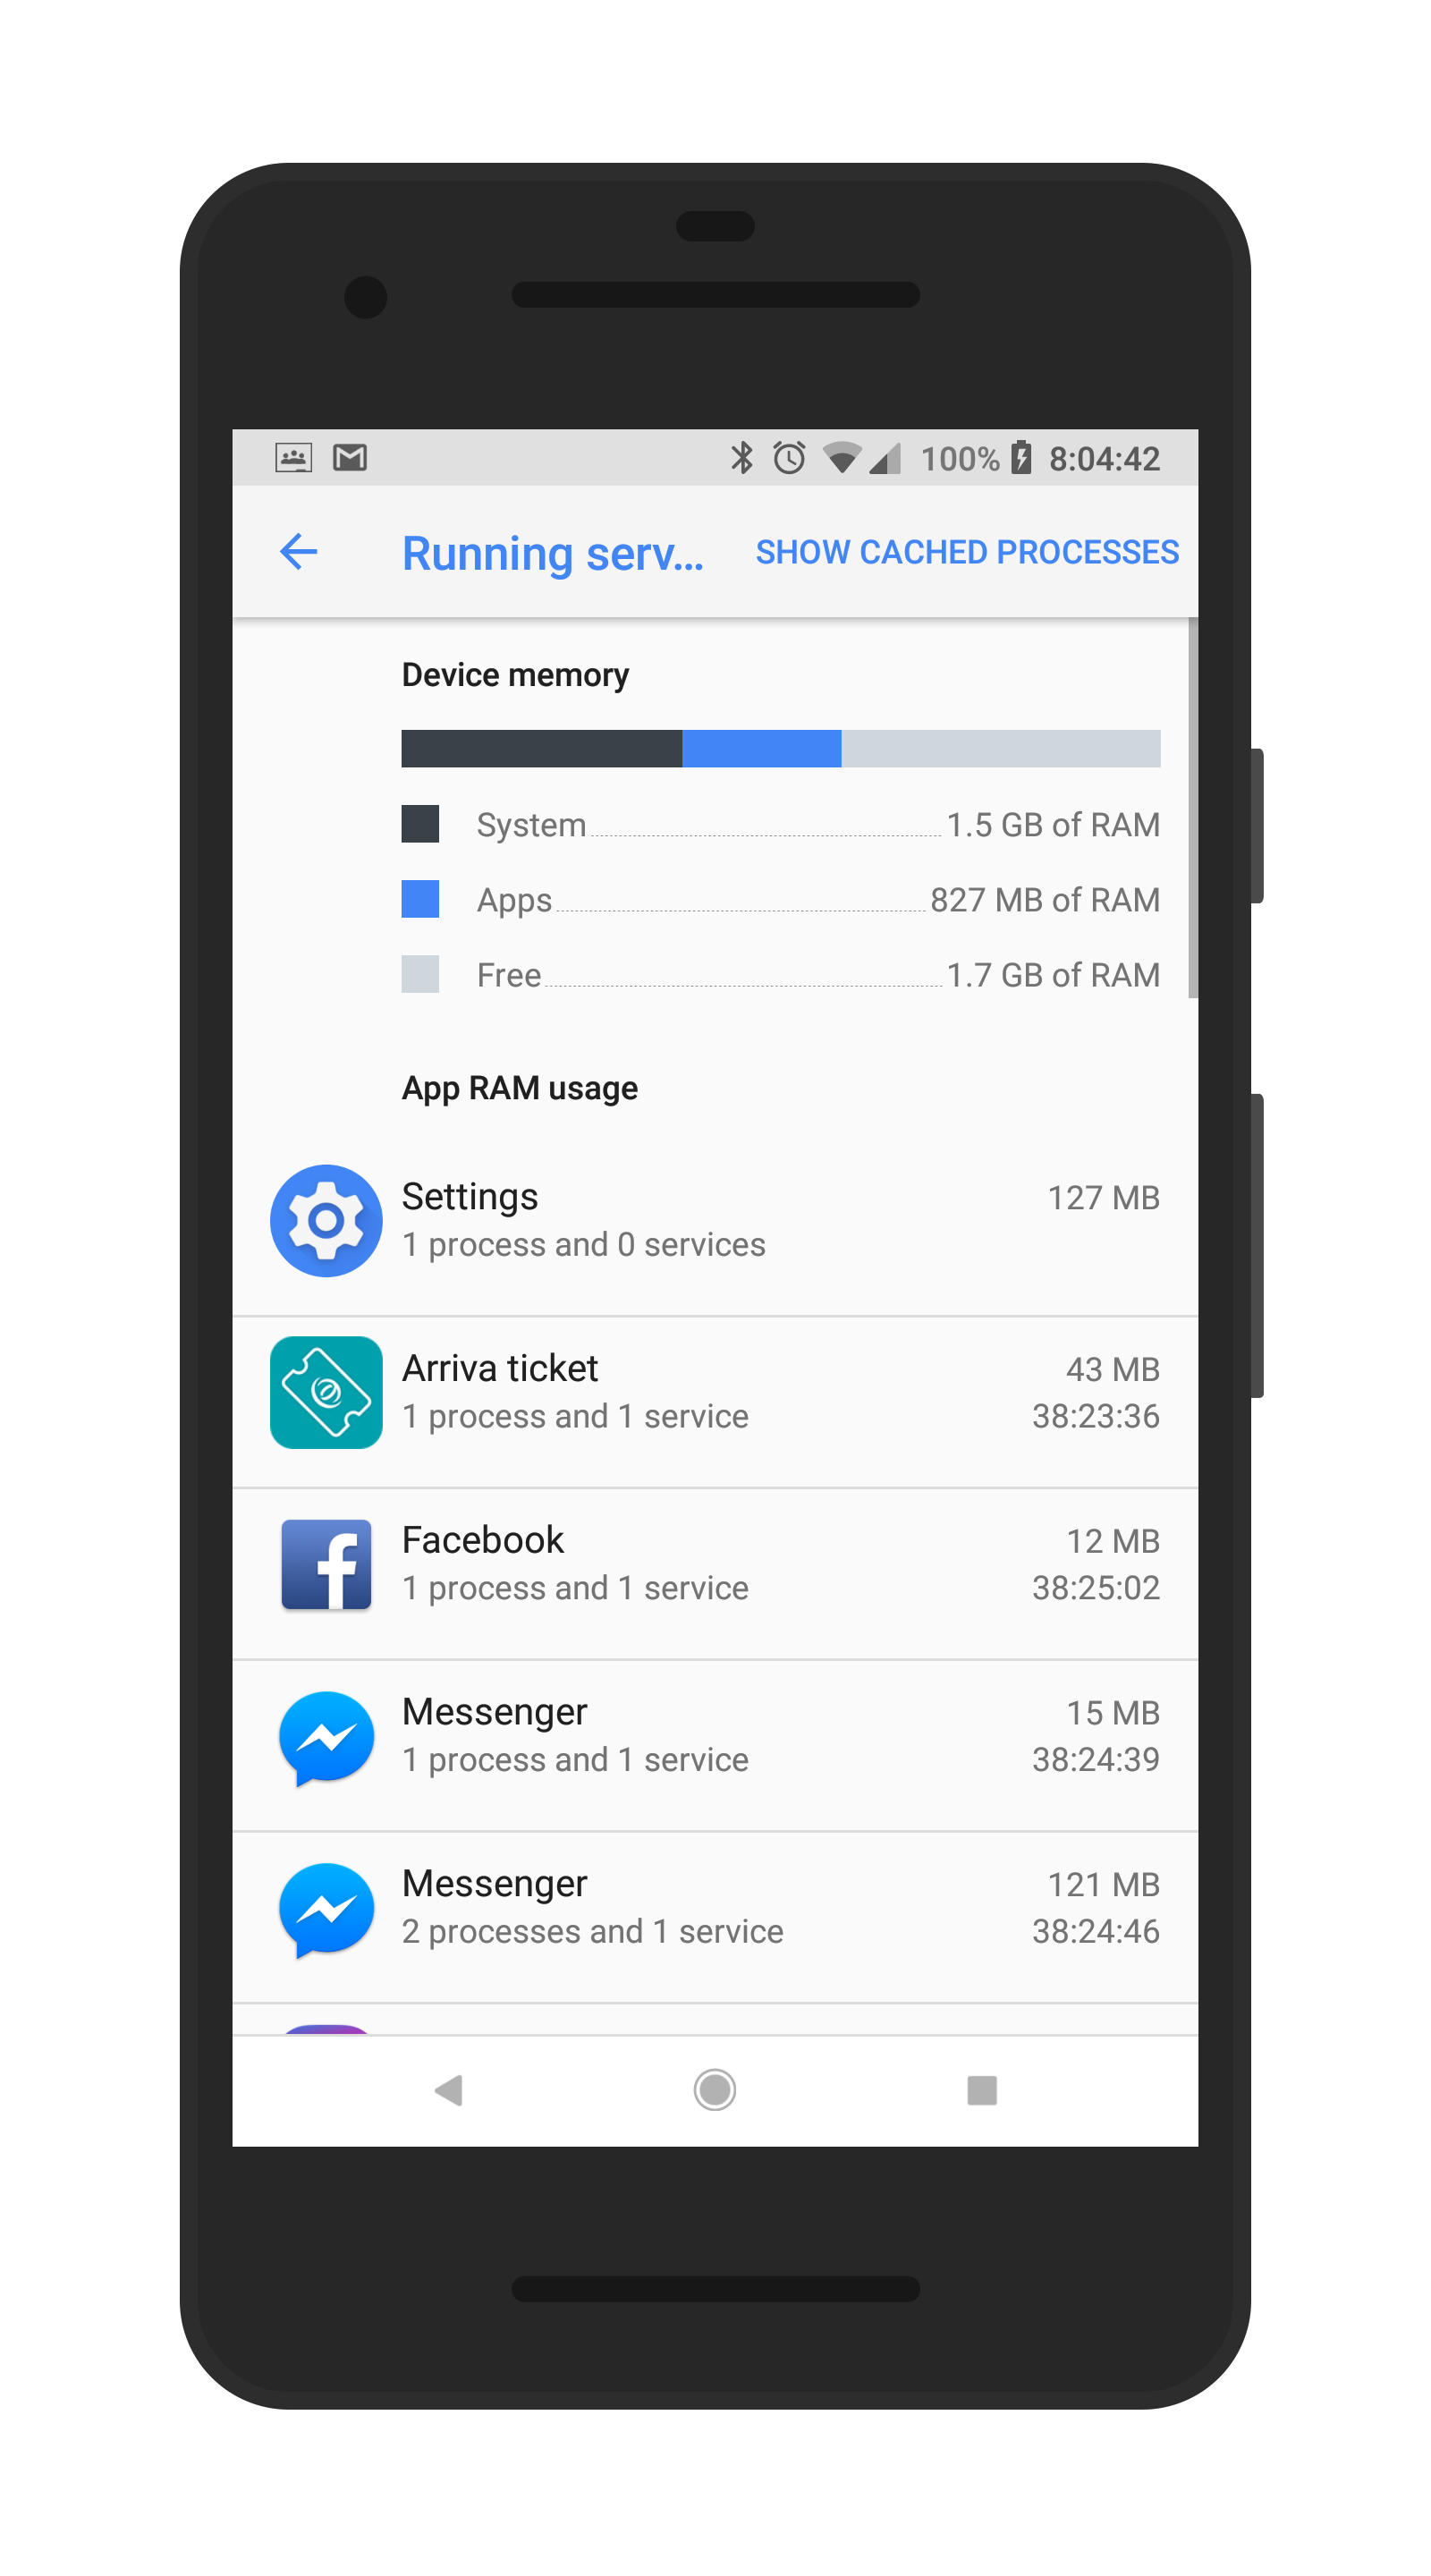 100% 8:04:42
Running serv... SHOW CACHED PROCESSES
Device memory
System 1.5 GB of RAM
Apps 827 MB of RAM
Free 1.7 GB of RAM
App RAM usage
Settings 127 MB
1 process and 0 services
Arriva ticket 43 MB
1 process and 1 service 38:23:36
Facebook 12 MB
1 process and 1 service 38:25:02
Messenger 15 MB
1 process and 1 service 38:24:39
Messenger 121 MB
2 processes and 1 service 38:24:46